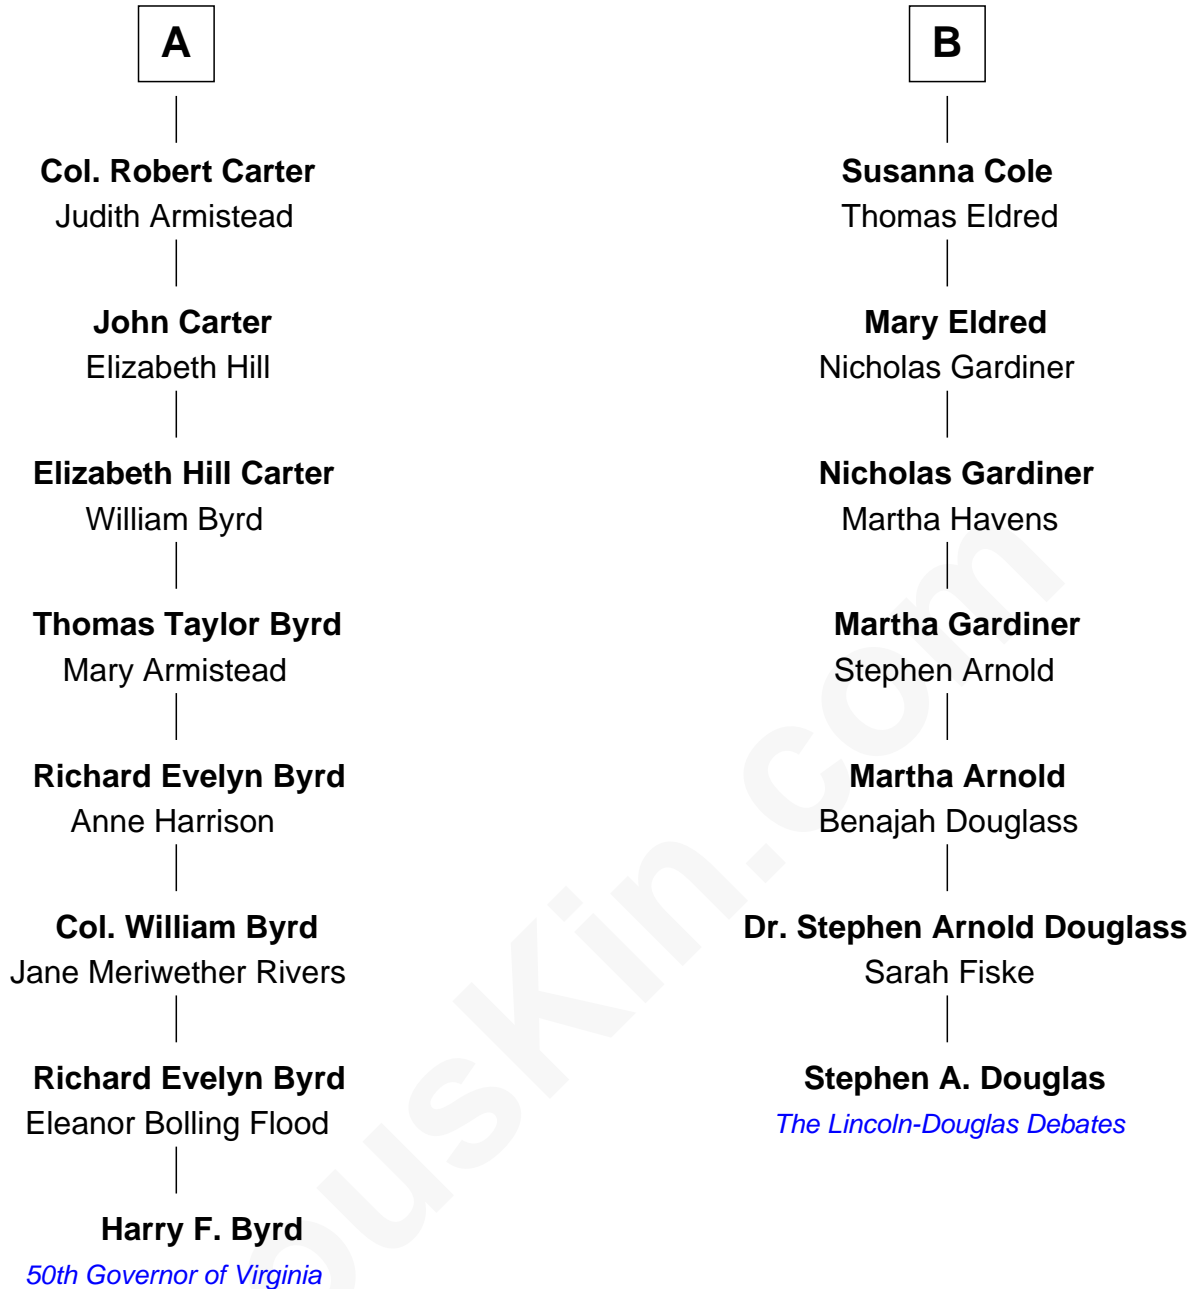 A
Col. Robert Carter
Judith Armistead
John Carter
Elizabeth Hill
Elizabeth Hill Carter
William Byrd
Thomas Taylor Byrd
Mary Armistead
Richard Evelyn Byrd
Anne Harrison
Col. William Byrd
Jane Meriwether Rivers
Richard Evelyn Byrd
Eleanor Bolling Flood
Harry F. Byrd
50th Governor of Virginia
B
Susanna Cole
Thomas Eldred
Mary Eldred
Nicholas Gardiner
Nicholas Gardiner
Martha Havens
Martha Gardiner
Stephen Arnold
Martha Arnold
Benajah Douglass
Dr. Stephen Arnold Douglass
Sarah Fiske
Stephen A. Douglas
The Lincoln-Douglas Debates
ousKin.com